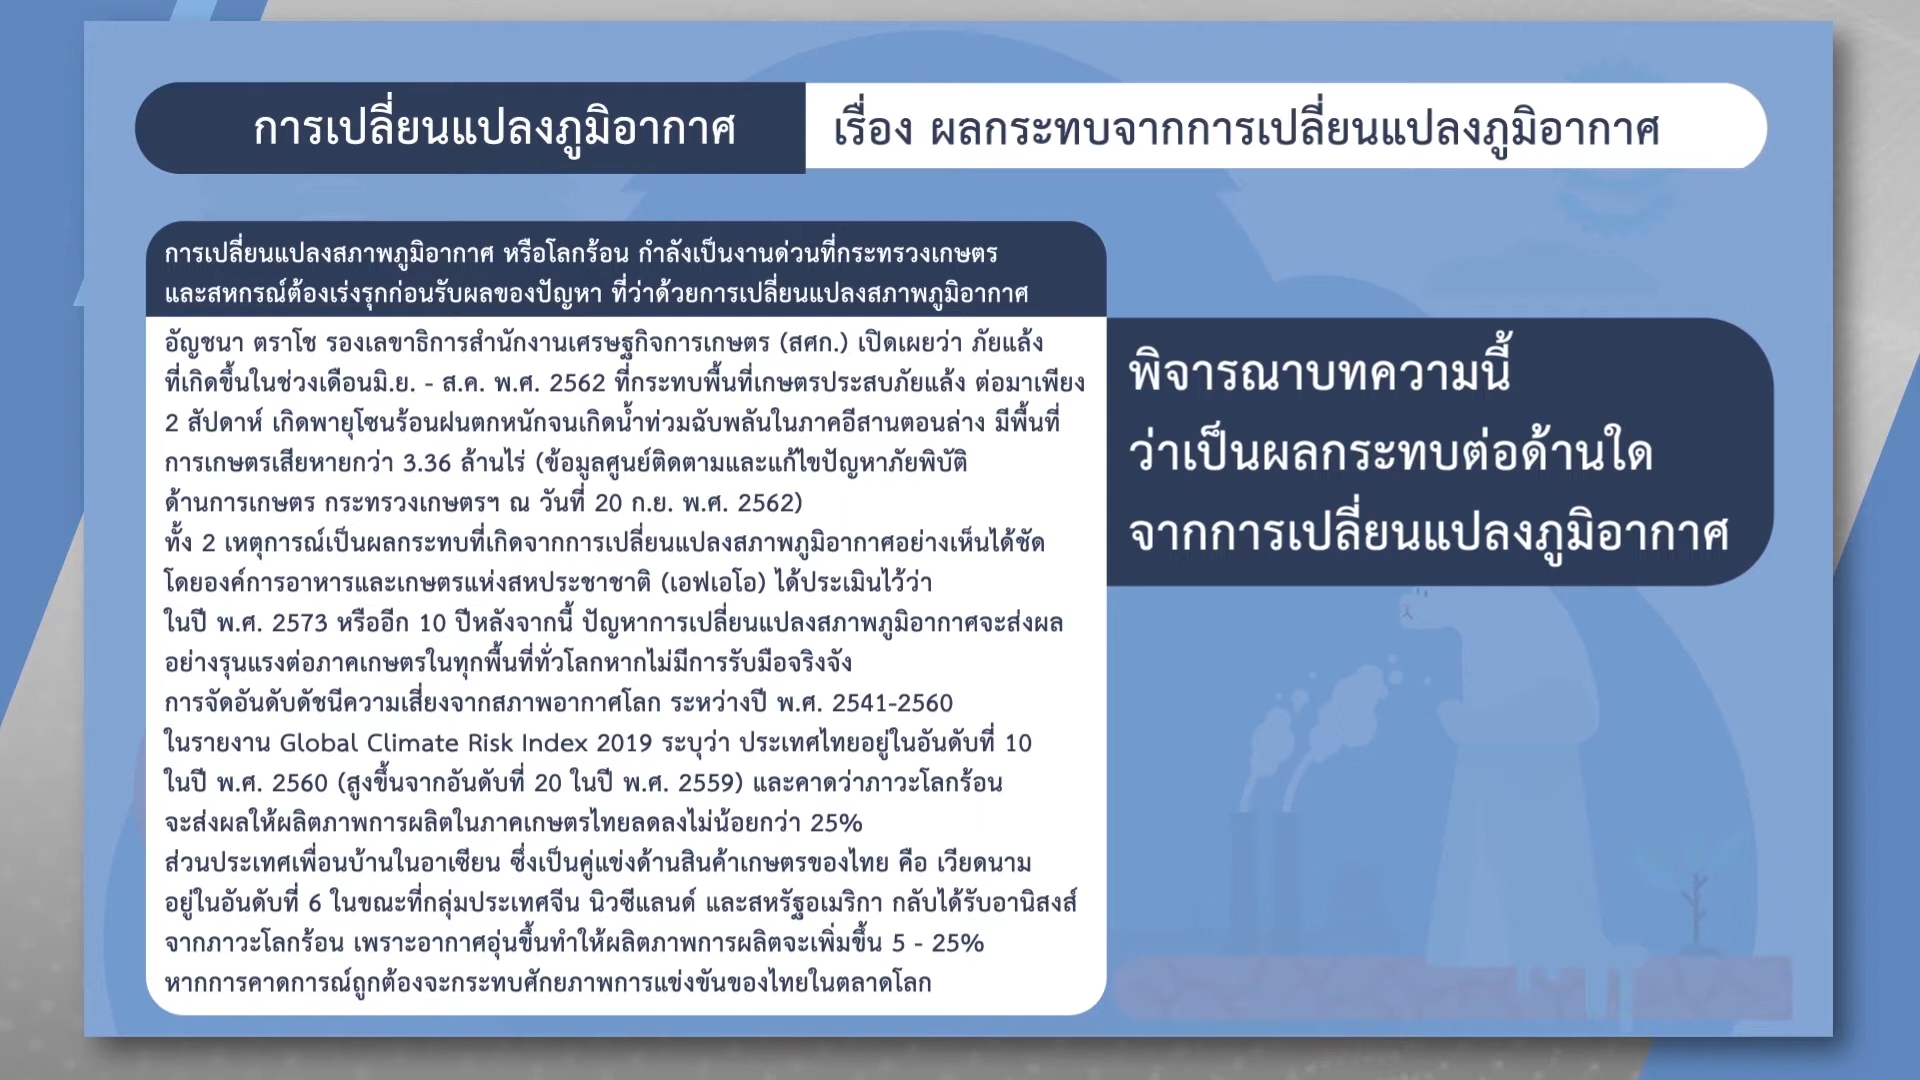 การเปลี่ยนแปลงภูมิอากาศ
เรื่อง ผลกระทบจากการเปลี่ยนแปลงภูมิอากาศ
การเปลี่ยนแปลงสภาพภูมิอากาศ หรือโลกร้อน กำลังเป็นงานด่วนที่กระทรวงเกษตร
และสหกรณ์ต้องเร่งรุกก่อนรับผลของปัญหา ที่ว่าด้วยการเปลี่ยนแปลงสภาพภูมิอากาศ
อัญชนา ตราโช รองเลขาธิการสำนักงานเศรษฐกิจการเกษตร (สศก.) เปิดเผยว่า ภัยแล้ง
ที่เกิดขึ้นในช่วงเดือนมิ.ย. - ส.ค. พ.ศ. 2562 ที่กระทบพื้นที่เกษตรประสบภัยแล้ง ต่อมาเพียง
2 สัปดาห์ เกิดพายุโซนร้อนฝนตกหนักจนเกิดน้ำท่วมฉับพลันในภาคอีสานตอนล่าง มีพื้นที่
การเกษตรเสียหายกว่า 3.36 ล้านไร่ (ข้อมูลศูนย์ติดตามและแก้ไขปัญหาภัยพิบัติ
ด้านการเกษตร กระทรวงเกษตรฯ ณ วันที่ 20 ก.ย. พ.ศ. 2562)
ทั้ง 2 เหตุการณ์เป็นผลกระทบที่เกิดจากการเปลี่ยนแปลงสภาพภูมิอากาศอย่างเห็นได้ชัด
โดยองค์การอาหารและเกษตรแห่งสหประชาชาติ (เอฟเอโอ) ได้ประเมินไว้ว่า
ในปี พ.ศ. 2573 หรืออีก 10 ปีหลังจากนี้ ปัญหาการเปลี่ยนแปลงสภาพภูมิอากาศจะส่งผล
อย่างรุนแรงต่อภาคเกษตรในทุกพื้นที่ทั่วโลกหากไม่มีการรับมือจริงจัง
การจัดอันดับดัชนีความเสี่ยงจากสภาพอากาศโลก ระหว่างปี พ.ศ. 2541-2560
ในรายงาน Global Climate Risk Index 2019 ระบุว่า ประเทศไทยอยู่ในอันดับที่ 10
ในปี พ.ศ. 2560 (สูงขึ้นจากอันดับที่ 20 ในปี พ.ศ. 2559) และคาดว่าภาวะโลกร้อน
จะส่งผลให้ผลิตภาพการผลิตในภาคเกษตรไทยลดลงไม่น้อยกว่า 25%
ส่วนประเทศเพื่อนบ้านในอาเซียน ซึ่งเป็นคู่แข่งด้านสินค้าเกษตรของไทย คือ เวียดนาม
อยู่ในอันดับที่ 6 ในขณะที่กลุ่มประเทศจีน นิวซีแลนด์ และสหรัฐอเมริกา กลับได้รับอานิสงส์
จากภาวะโลกร้อน เพราะอากาศอุ่นขึ้นทำให้ผลิตภาพการผลิตจะเพิ่มขึ้น 5 - 25%
หากการคาดการณ์ถูกต้องจะกระทบศักยภาพการแข่งขันของไทยในตลาดโลก
พิจารณาบทความนี้
ว่าเป็นผลกระทบต่อด้านใด
จากการเปลี่ยนแปลงภูมิอากาศ